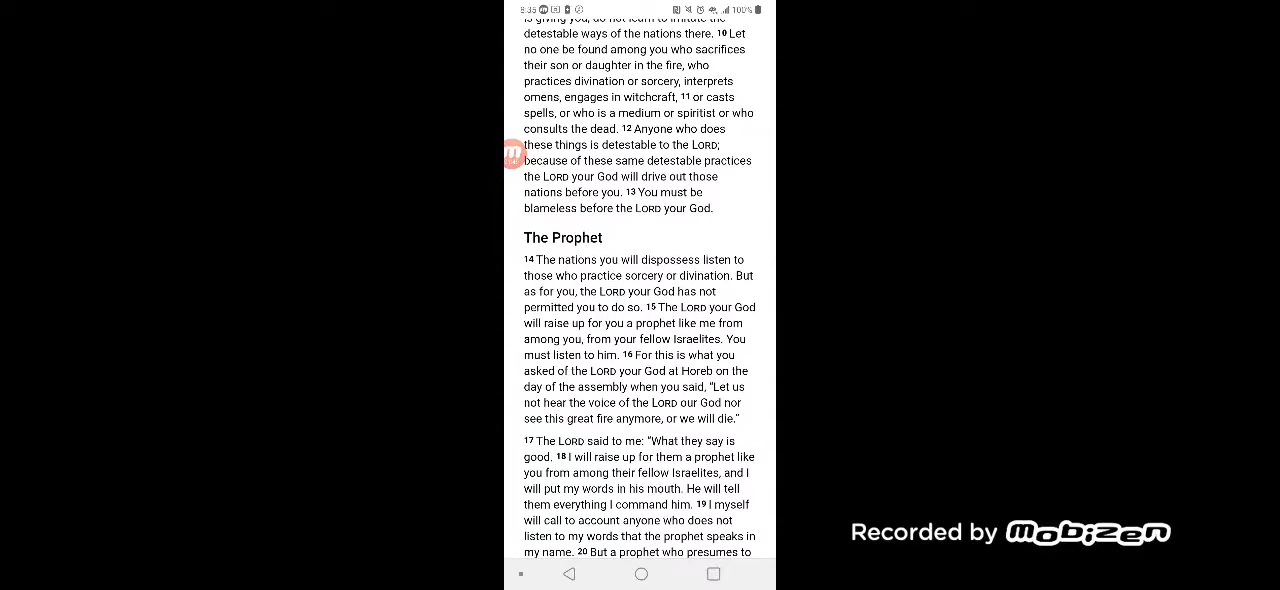 8:35
100%
is giving you, do not learn to imitate the
detestable ways of the nations there. 10 Let
no one be found among you who sacrifices
their son or daughter in the fire, who
practices divination or sorcery, interprets
omens, engages in witchcraft, 11 or casts
spells, or who is a medium or spiritist or who
consults the dead. 12 Anyone who does
these things is detestable to the LORD;
because of these same detestable practices
the LORD your God will drive out those
nations before you. 13 You must be
blameless before the LORD your God.
The Prophet
14 The nations you will dispossess listen to
those who practice sorcery or divination. But
as for you, the LORD your God has not
permitted you to do so. 15 The LORD your God
will raise up for you a prophet like me from
among you, from your fellow Israelites. You
must listen to him. 16 For this is what you
asked of the LORD your God at Horeb on the
day of the assembly when you said, “Let us
not hear the voice of the LORD our God nor
see this great fire anymore, or we will die.”
17 The LORD said to me: “What they say is
good. 18 I will raise up for them a prophet like
you from among their fellow Israelites, and I
will put my words in his mouth. He will tell
them everything I command him. 19 I myself
will call to account anyone who does not
listen to my words that the prophet speaks in
my name. 20 But a prophet who presumes to
Recorded by mobizen